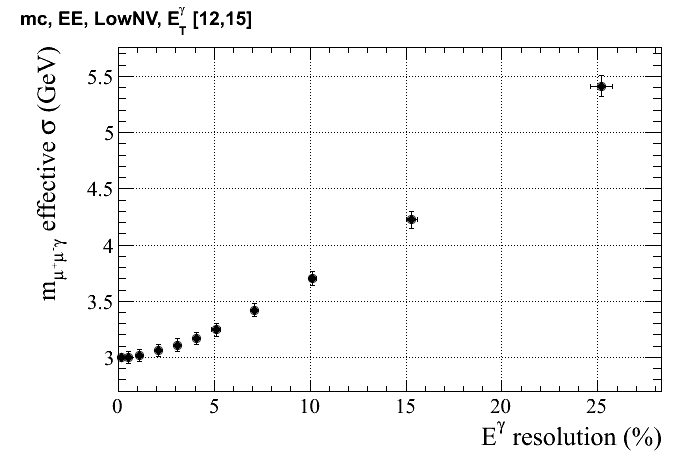 mc, EE, LowNV, E_T^γ [12,15]
m_{μ⁺μ⁻γ} effective σ (GeV)
5.5
5
4.5
4
3.5
3
0 5 10 15 20 25
E^γ resolution (%)